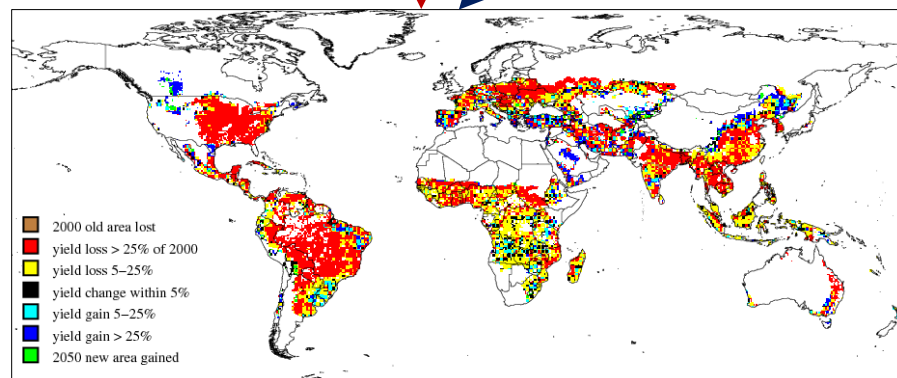 2000 old area lost
yield loss > 25% of 2000
yield loss 5−25%
yield change within 5%
yield gain 5−25%
yield gain > 25%
2050 new area gained